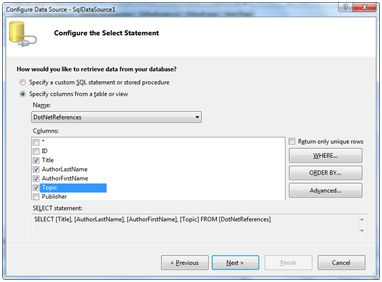 Configure Data Source - SqlDataSource1
Configure the Select Statement
How would you like to retrieve data from your database?
Specify a custom SQL statement or stored procedure
Specify columns from a table or view
Name:
DotNetReferences
Columns:
*
ID
Title
AuthorLastName
AuthorFirstName
Topic
Publisher
Return only unique rows
WHERE...
ORDER BY...
Advanced...
SELECT statement:
SELECT [Title], [AuthorLastName], [AuthorFirstName], [Topic] FROM [DotNetReferences]
< Previous
Next >
Finish
Cancel